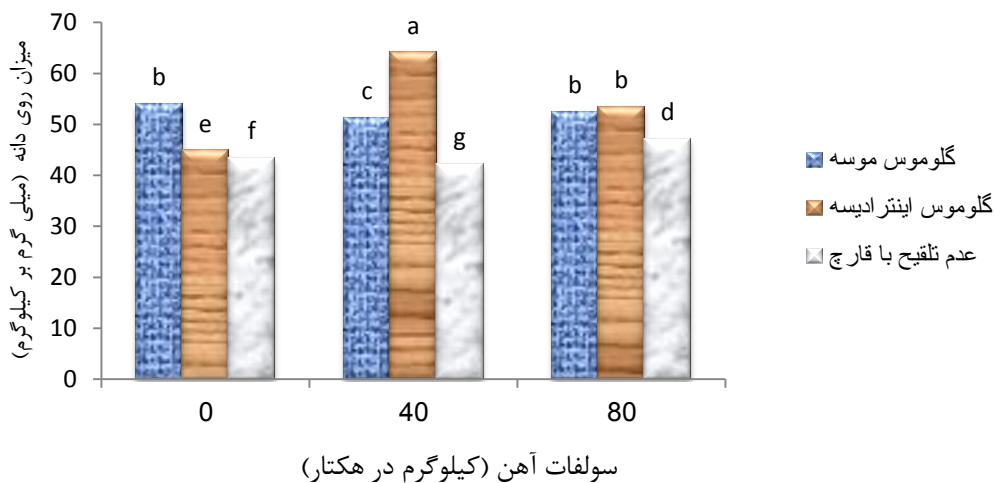 میزان روی دانه (میلی گرم بر کیلوگرم)
70
60
50
40
30
20
10
0
b
e
f
c
a
g
b
b
d
0
40
80
سولفات آهن (کیلوگرم در هکتار)
گلوموس موسه
گلوموس اینترادیسه
عدم تلقیح با قارچ